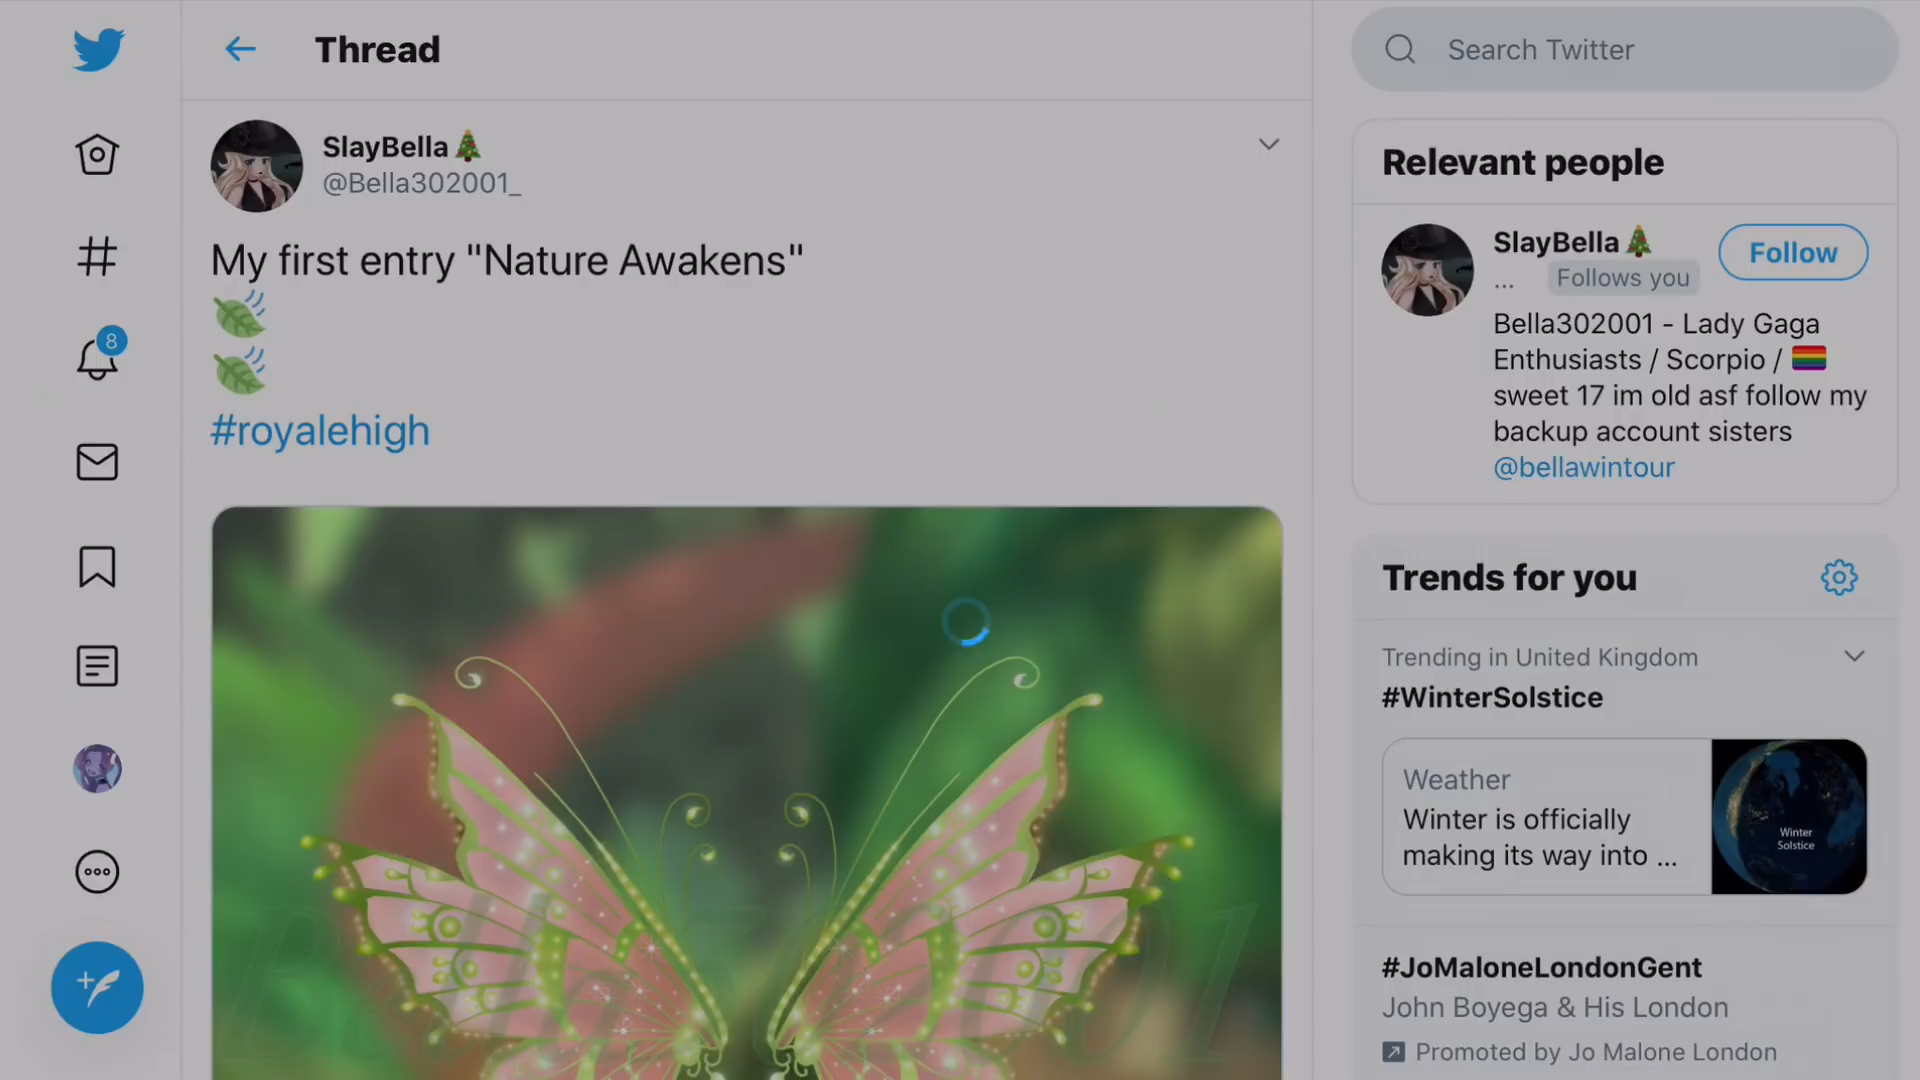 Thread
Search Twitter
SlayBella🎄
@Bella302001_
My first entry "Nature Awakens"
🍃
🍃
#royalehigh
8
Relevant people
SlayBella🎄
... Follows you
Follow
Bella302001 - Lady Gaga
Enthusiasts / Scorpio / 🏳️‍🌈
sweet 17 im old asf follow my
backup account sisters
@bellawintour
Trends for you
Trending in United Kingdom
#WinterSolstice
Weather
Winter is officially
making its way into ...
Winter
Solstice
#JoMaloneLondonGent
John Boyega & His London
Promoted by Jo Malone London